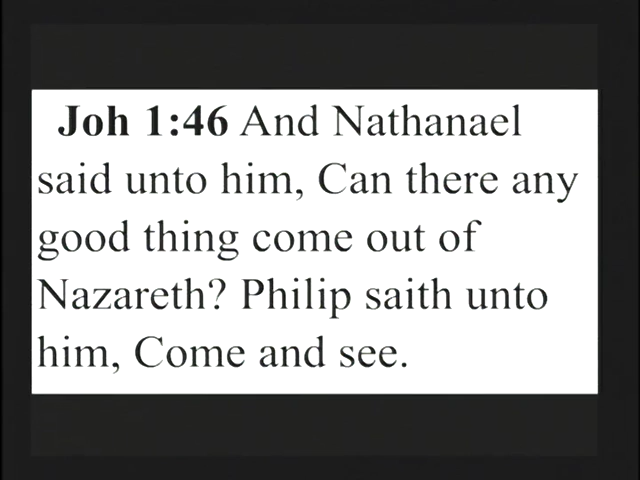 Joh 1:46 And Nathanael
said unto him, Can there any
good thing come out of
Nazareth? Philip saith unto
him, Come and see.